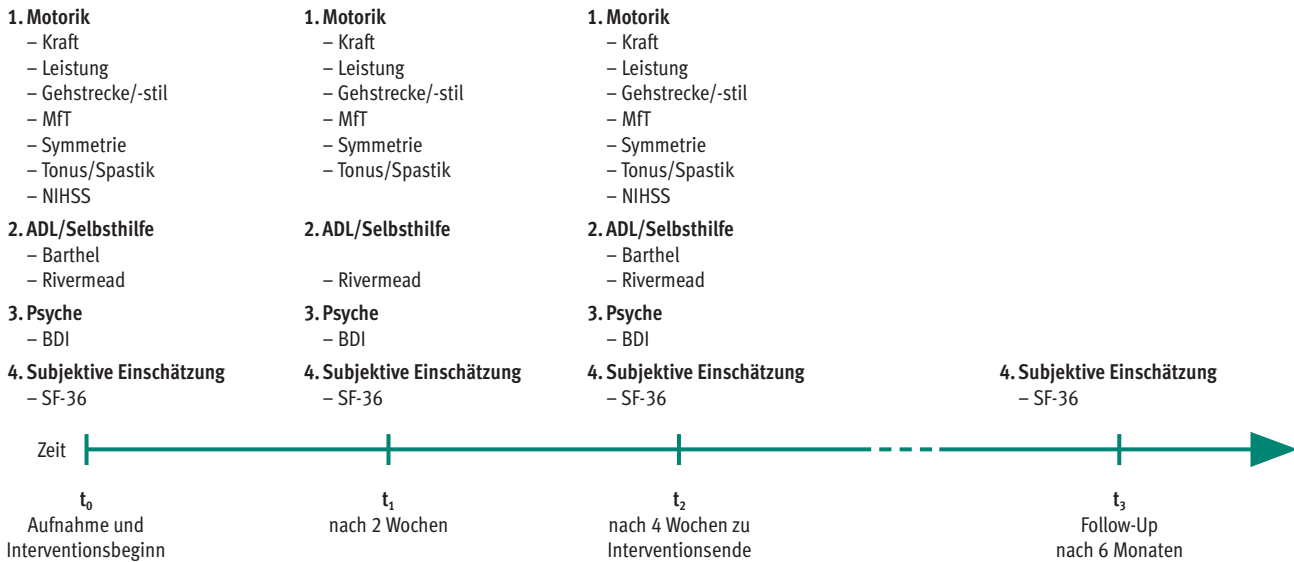 1. Motorik
– Kraft
– Leistung
– Gehstrecke/-stil
– MfT
– Symmetrie
– Tonus/Spastik
– NIHSS
2. ADL/Selbsthilfe
– Barthel
– Rivermead
3. Psyche
– BDI
4. Subjektive Einschätzung
– SF-36
1. Motorik
– Kraft
– Leistung
– Gehstrecke/-stil
– MfT
– Symmetrie
– Tonus/Spastik
2. ADL/Selbsthilfe
– Rivermead
3. Psyche
– BDI
4. Subjektive Einschätzung
– SF-36
1. Motorik
– Kraft
– Leistung
– Gehstrecke/-stil
– MfT
– Symmetrie
– Tonus/Spastik
– NIHSS
2. ADL/Selbsthilfe
– Barthel
– Rivermead
3. Psyche
– BDI
4. Subjektive Einschätzung
– SF-36
4. Subjektive Einschätzung
– SF-36
Zeit
t₀
Aufnahme und
Interventionsbeginn
t₁
nach 2 Wochen
t₂
nach 4 Wochen zu
Interventionsende
t₃
Follow-Up
nach 6 Monaten